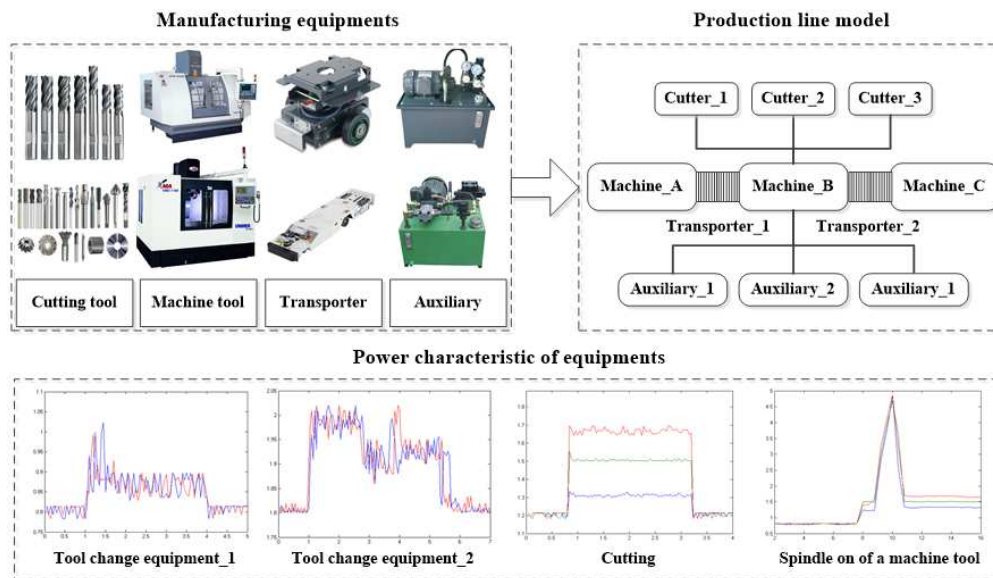 Manufacturing equipments
Production line model
Cutting tool
Machine tool
Transporter
Auxiliary
Cutter_1
Cutter_2
Cutter_3
Machine_A
Machine_B
Machine_C
Transporter_1
Transporter_2
Auxiliary_1
Auxiliary_2
Auxiliary_1
Power characteristic of equipments
Tool change equipment_1
Tool change equipment_2
Cutting
Spindle on of a machine tool